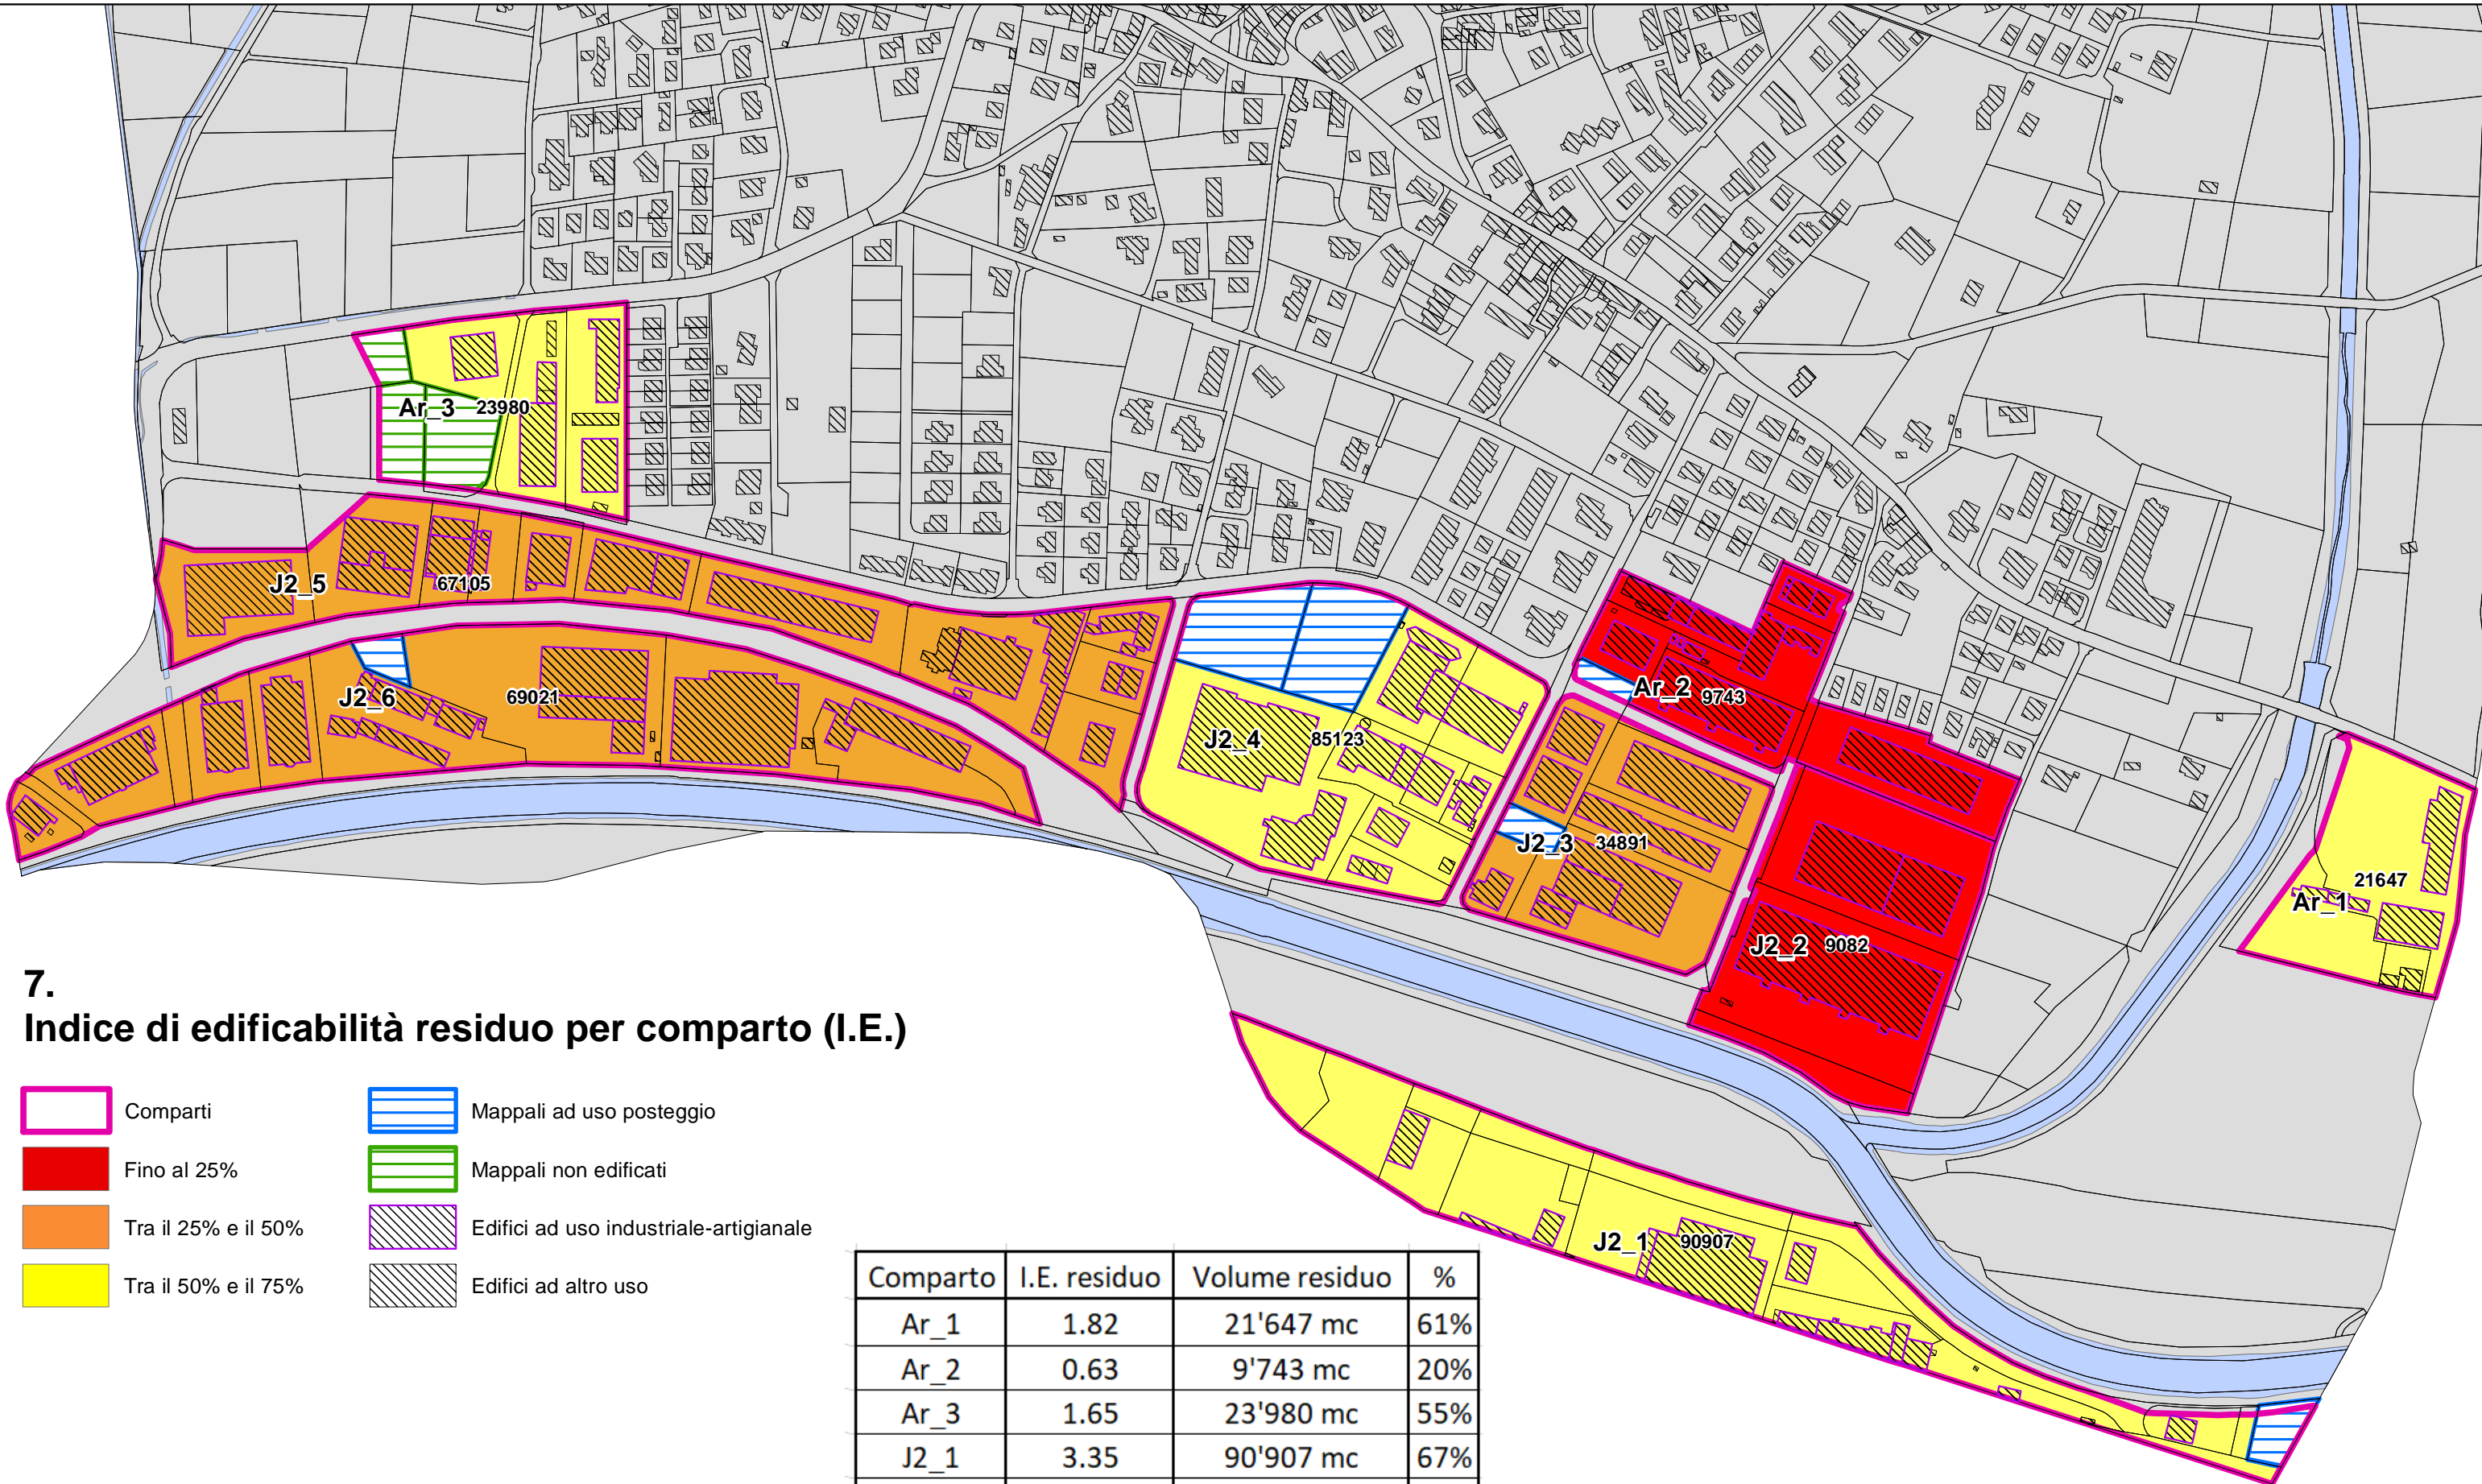 Ar_3 23980
J2_5 67105
J2_6 69021
J2_4 85123
Ar_2 9743
J2_3 34891
J2_2 9082
Ar_1 21647
J2_1 90907
7.
Indice di edificabilità residuo per comparto (I.E.)
Comparti
Fino al 25%
Tra il 25% e il 50%
Tra il 50% e il 75%
Mappali ad uso posteggio
Mappali non edificati
Edifici ad uso industriale-artigianale
Edifici ad altro uso
Comparto I.E. residuo Volume residuo %
Ar_1 1.82 21'647 mc 61%
Ar_2 0.63 9'743 mc 20%
Ar_3 1.65 23'980 mc 55%
J2_1 3.35 90'907 mc 67%